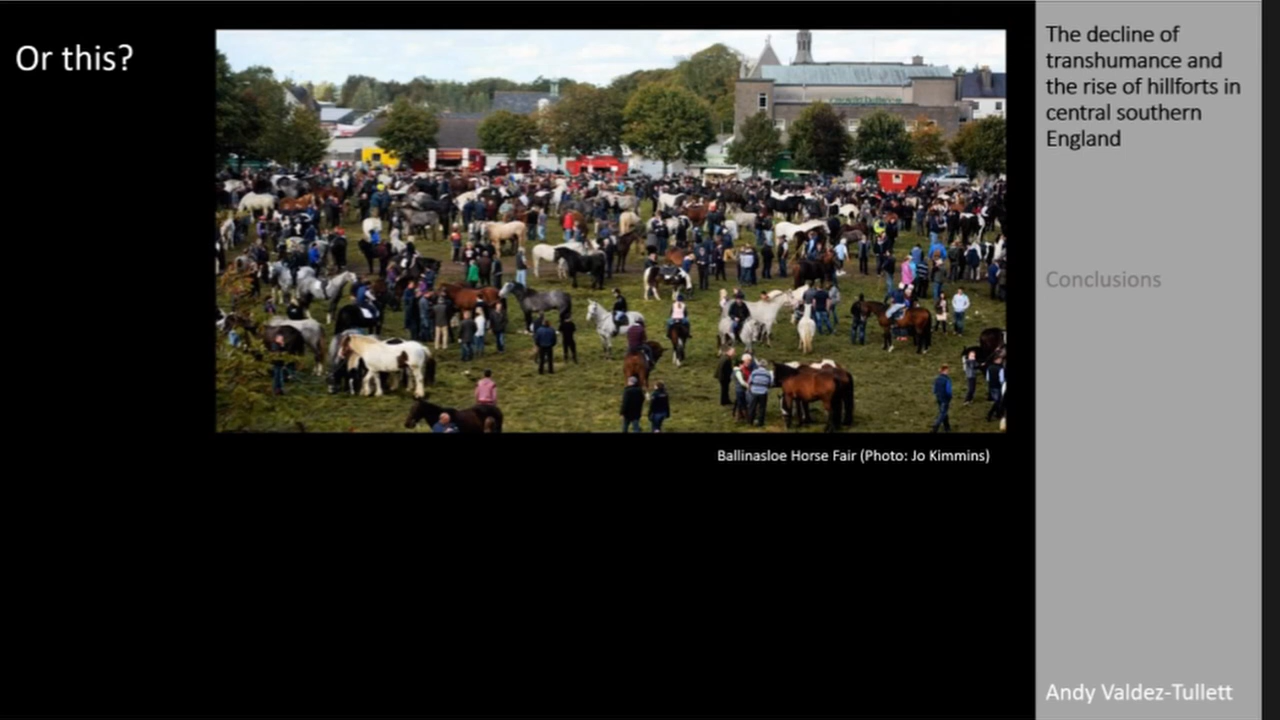 Or this?
Ballinasloe Horse Fair (Photo: Jo Kimmins)
The decline of
transhumance and
the rise of hillforts in
central southern
England
Conclusions
Andy Valdez-Tullett